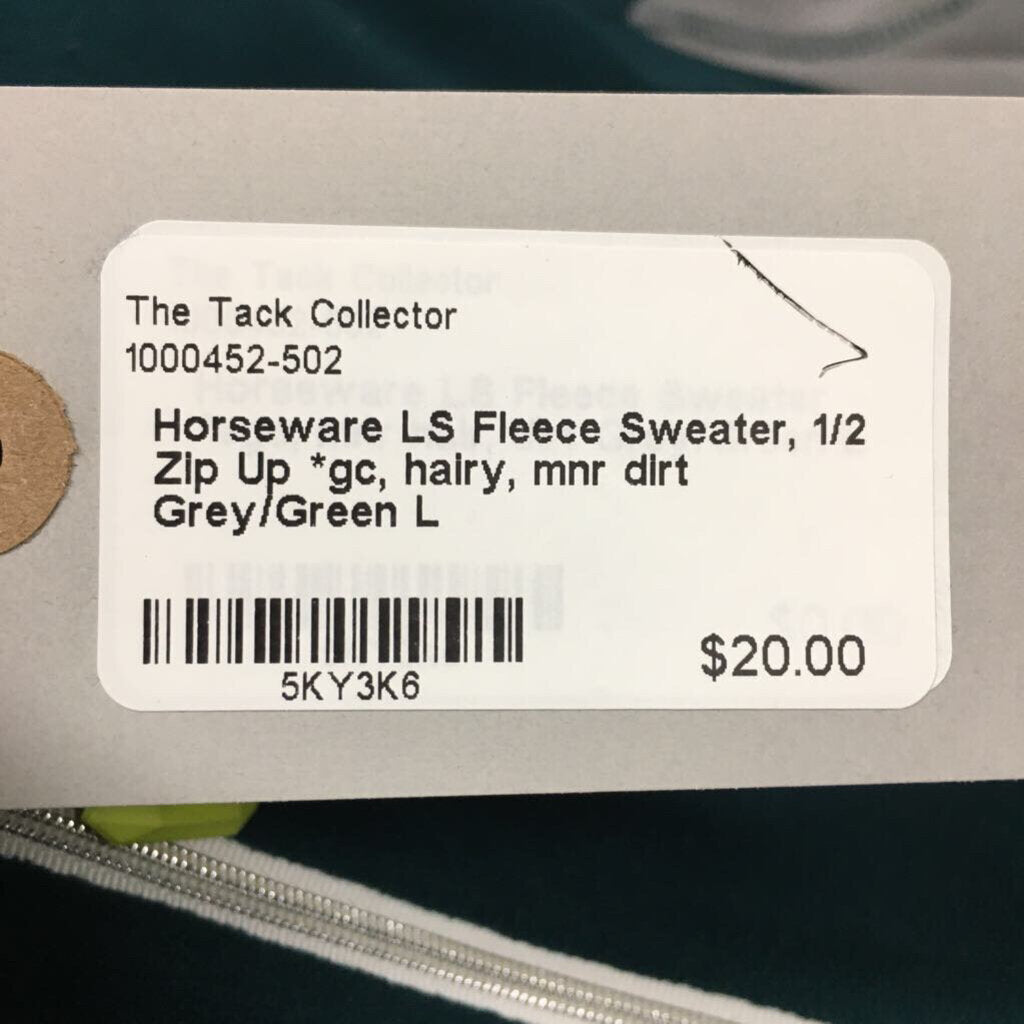 The Tack Collector
1000452-502
Horseware LS Fleece Sweater, 1/2
Zip Up *gc, hairy, mnr dirt
Grey/Green L
5KY3K6
$20.00